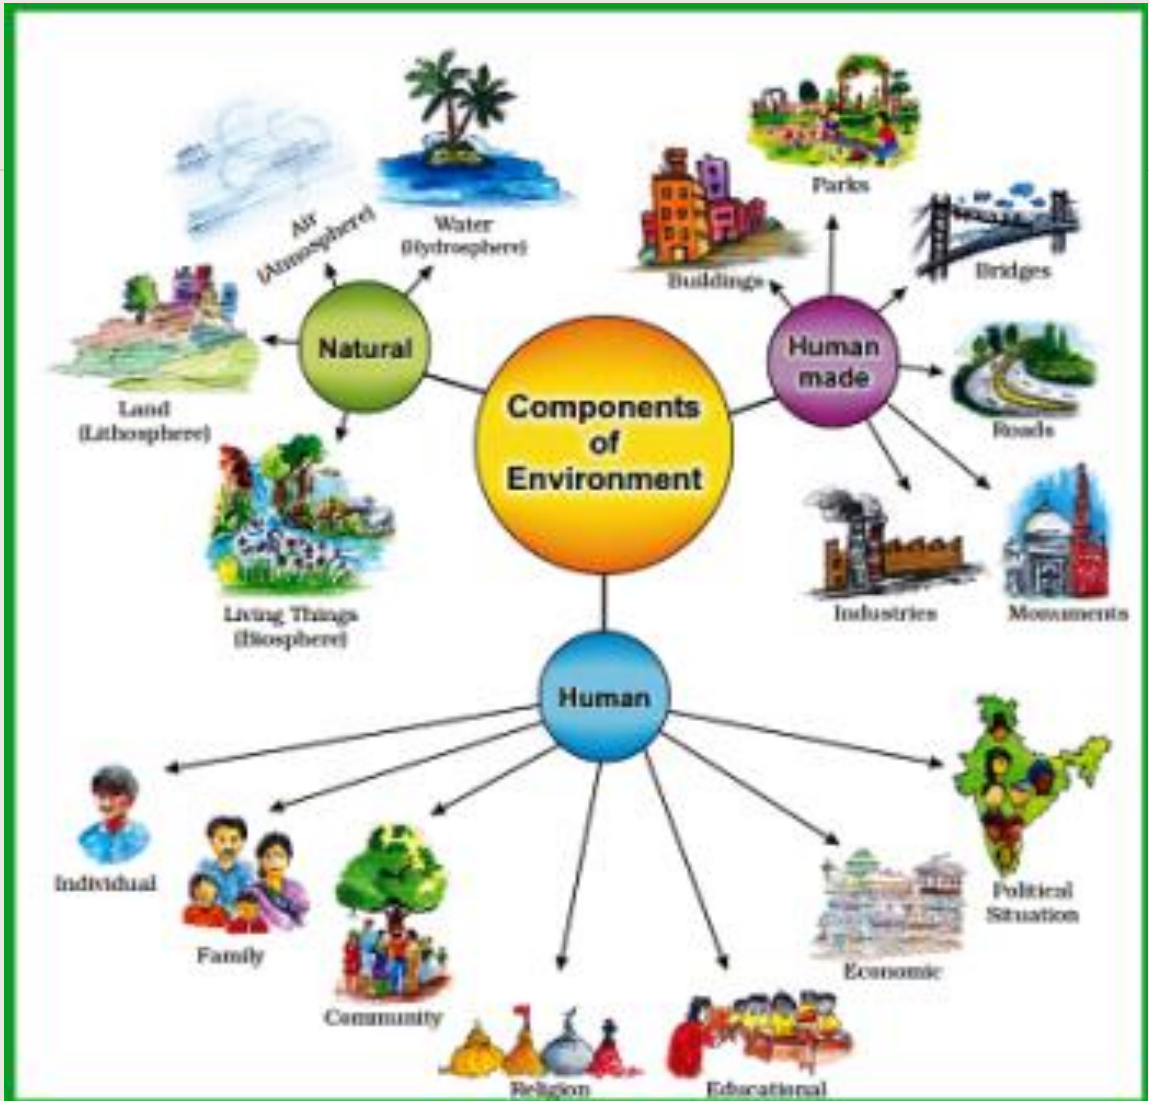 Components
of
Environment
Natural
Air
(Atmosphere)
Water
(Hydrosphere)
Land
(Lithosphere)
Living Things
(Biosphere)
Human
made
Buildings
Parks
Bridges
Roads
Monuments
Industries
Human
Individual
Family
Community
Religion
Educational
Economic
Political
Situation